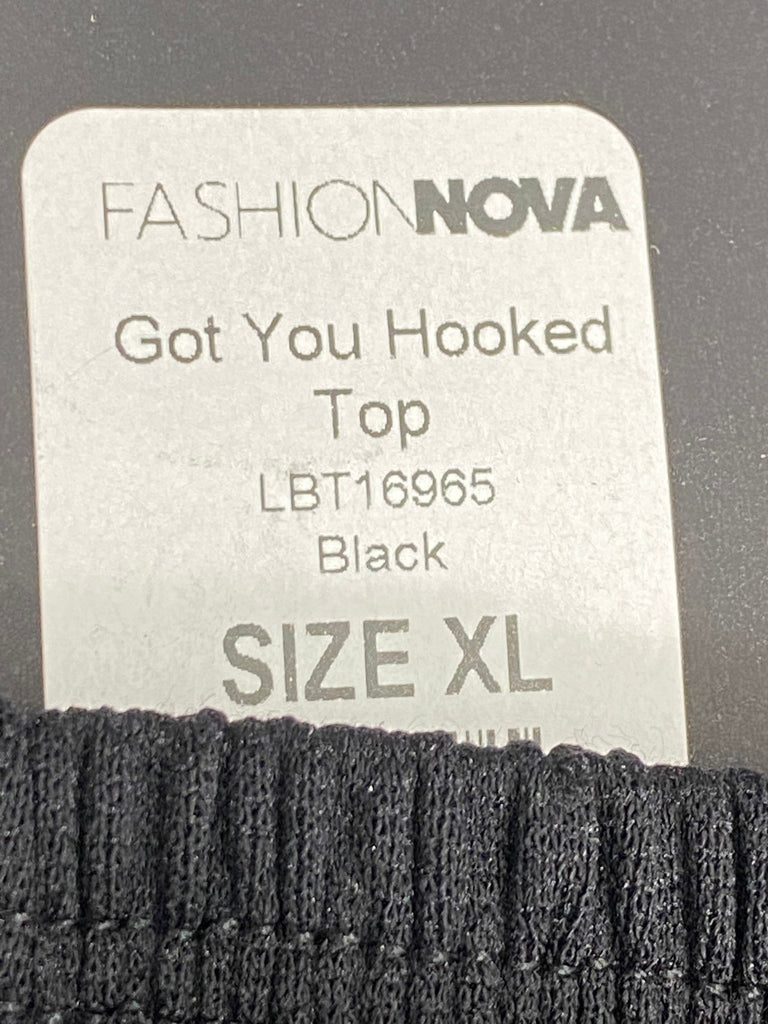 FASHIONNOVA
Got You Hooked
Top
LBT16965
Black
SIZE XL